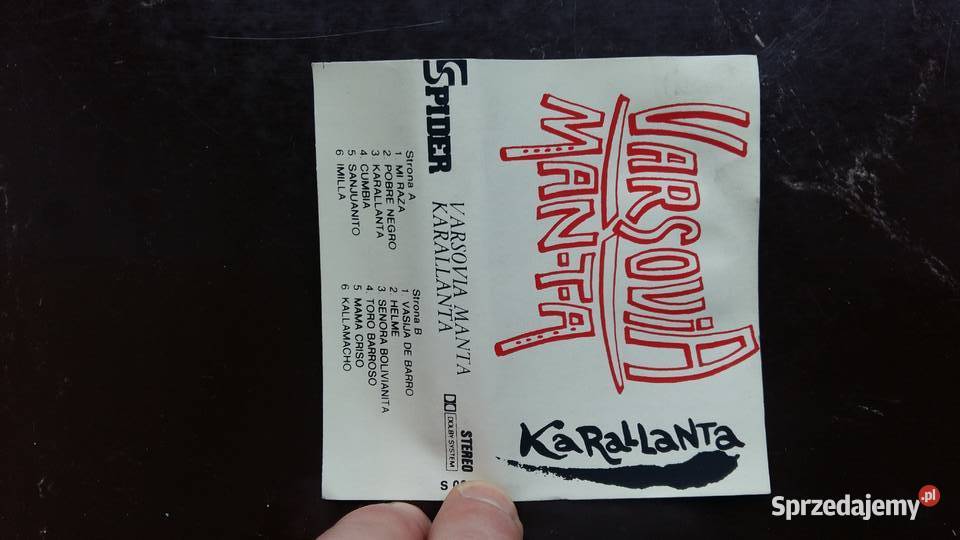 VARSOViA
MAN-T-A
KaRaLLaNTa
SPIDER
VARSOVIA MANTA
KARALLANTA
DOLBY SYSTEM
STEREO
S
Strona A
1 MI RAZA
2 POBRE NEGRO
3 KARALLANTA
4 CUMBIA
5 SANJUANITO
6 IMILLA
Strona B
1 VASIJA DE BARRO
2 HELME
3 SENORA BOLIVIANITA
4 TORO BARROSO
5 MAMA CRISO
6 KALLAMACHO
Sprzedajemy.pl